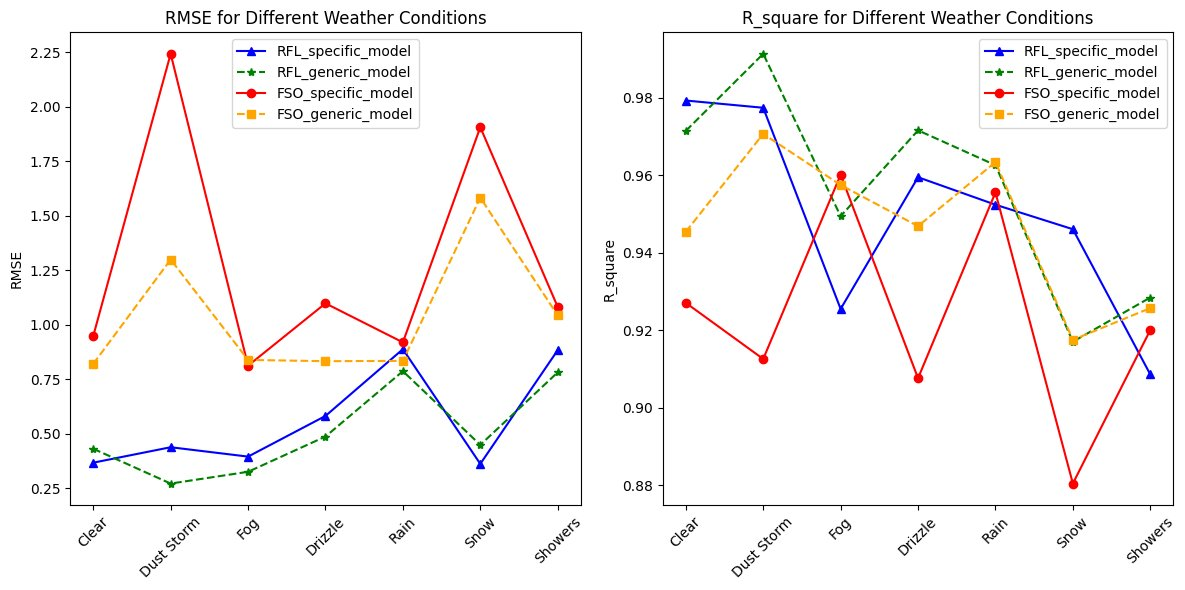 RMSE for Different Weather Conditions
RFL_specific_model
RFL_generic_model
FSO_specific_model
FSO_generic_model
RMSE
2.25
2.00
1.75
1.50
1.25
1.00
0.75
0.50
0.25
Clear
Dust Storm
Fog
Drizzle
Rain
Snow
Showers
R_square for Different Weather Conditions
RFL_specific_model
RFL_generic_model
FSO_specific_model
FSO_generic_model
R_square
0.98
0.96
0.94
0.92
0.90
0.88
Clear
Dust Storm
Fog
Drizzle
Rain
Snow
Showers